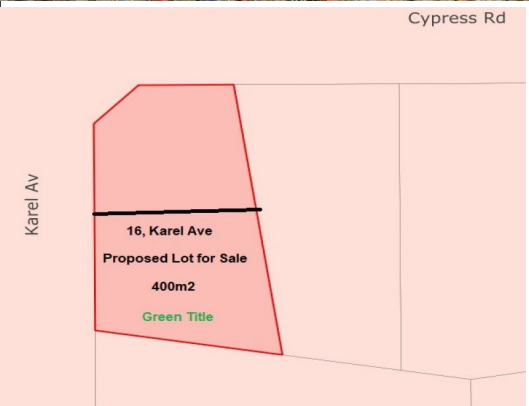 Cypress Rd
Karel Av
16, Karel Ave
Proposed Lot for Sale
400m2
Green Title